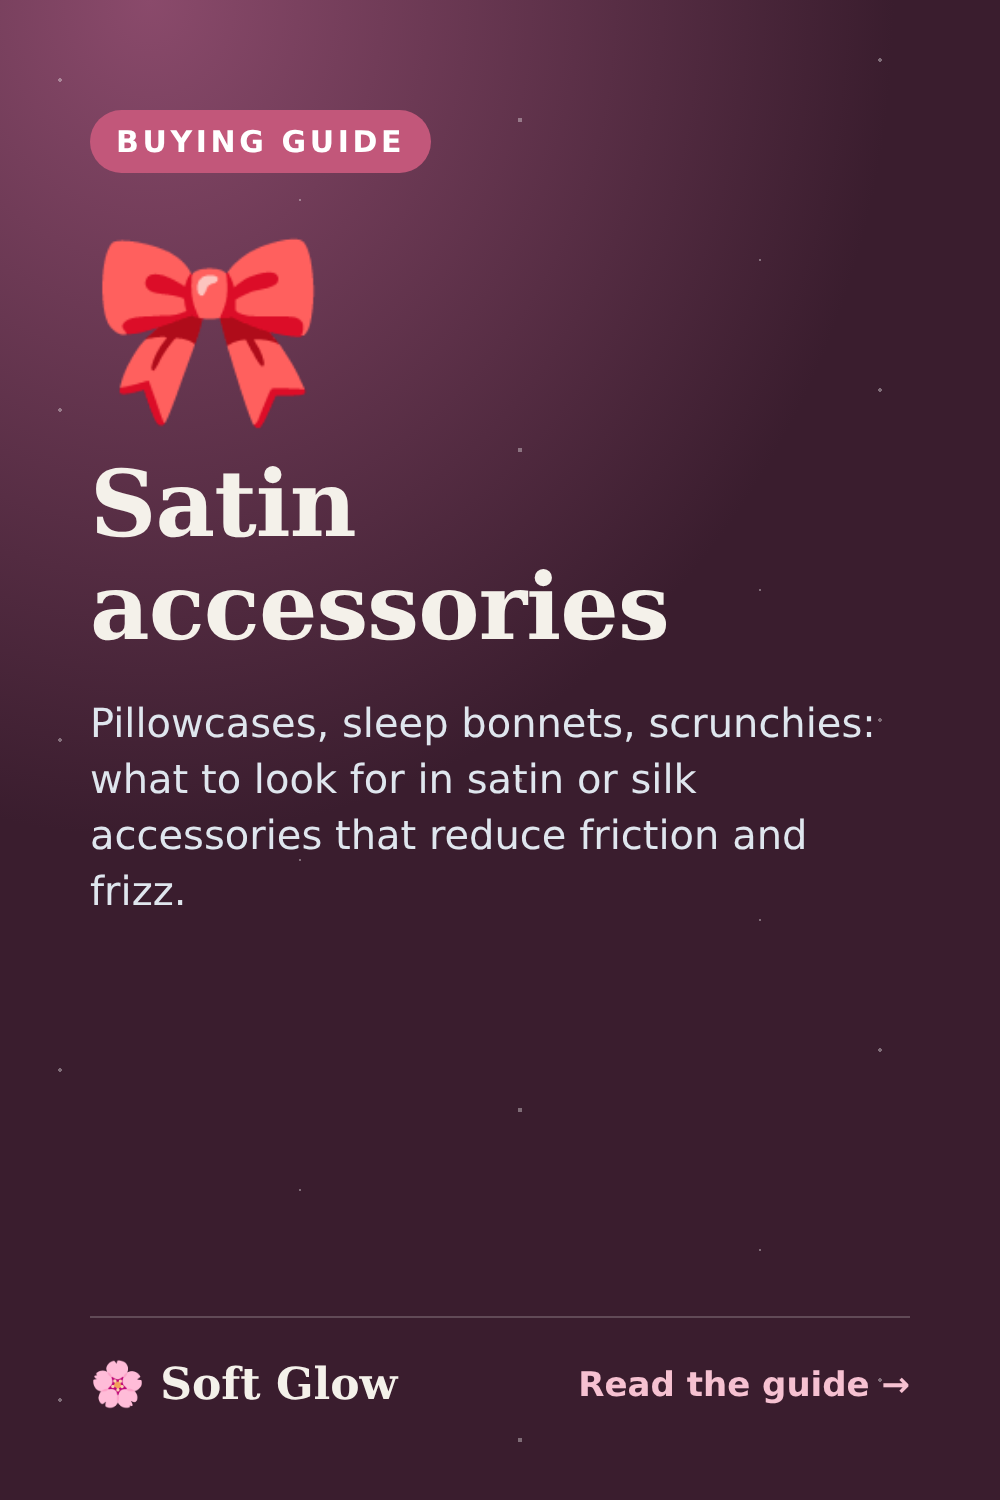 BUYING GUIDE
Satin
accessories
Pillowcases, sleep bonnets, scrunchies:
what to look for in satin or silk
accessories that reduce friction and
frizz.
Soft Glow
Read the guide →